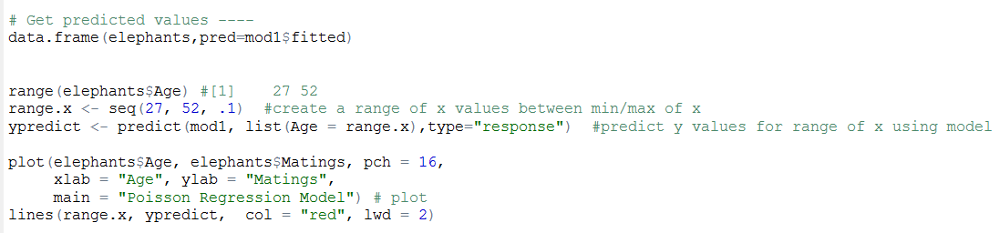 # Get predicted values ----
data.frame(elephants,pred=mod1$fitted)
range(elephants$Age) #[1]    27 52
range.x <- seq(27, 52, .1)  #create a range of x values between min/max of x
ypredict <- predict(mod1, list(Age = range.x),type="response")  #predict y values for range of x using model
plot(elephants$Age, elephants$Matings, pch = 16,
     xlab = "Age", ylab = "Matings",
     main = "Poisson Regression Model") # plot
lines(range.x, ypredict,  col = "red", lwd = 2)